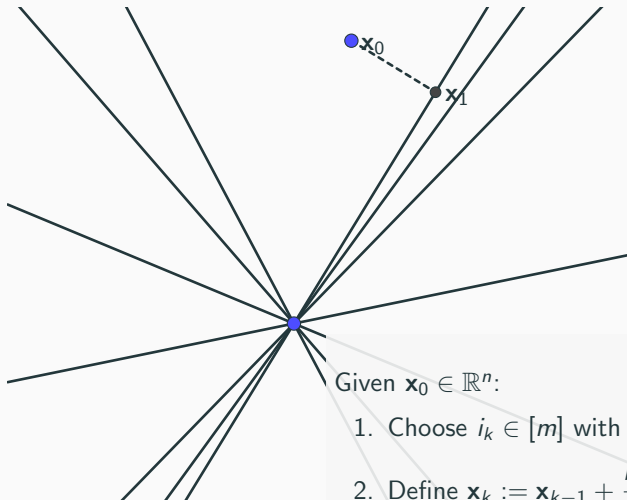 x₀
x₁
Given x₀ ∈ ℝⁿ:
1. Choose iₖ ∈ [m] with
2. Define xₖ := xₖ₋₁ +